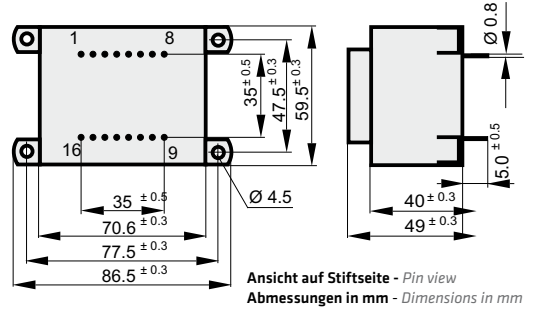 1 8
16 9
35 ± 0.5
47.5 ± 0.3
59.5 ± 0.3
35 ± 0.5
70.6 ± 0.3
77.5 ± 0.3
86.5 ± 0.3
Ø 4.5
Ø 0.8
5.0 ± 0.5
40 ± 0.3
49 ± 0.3
Ansicht auf Stiftseite - Pin view
Abmessungen in mm - Dimensions in mm